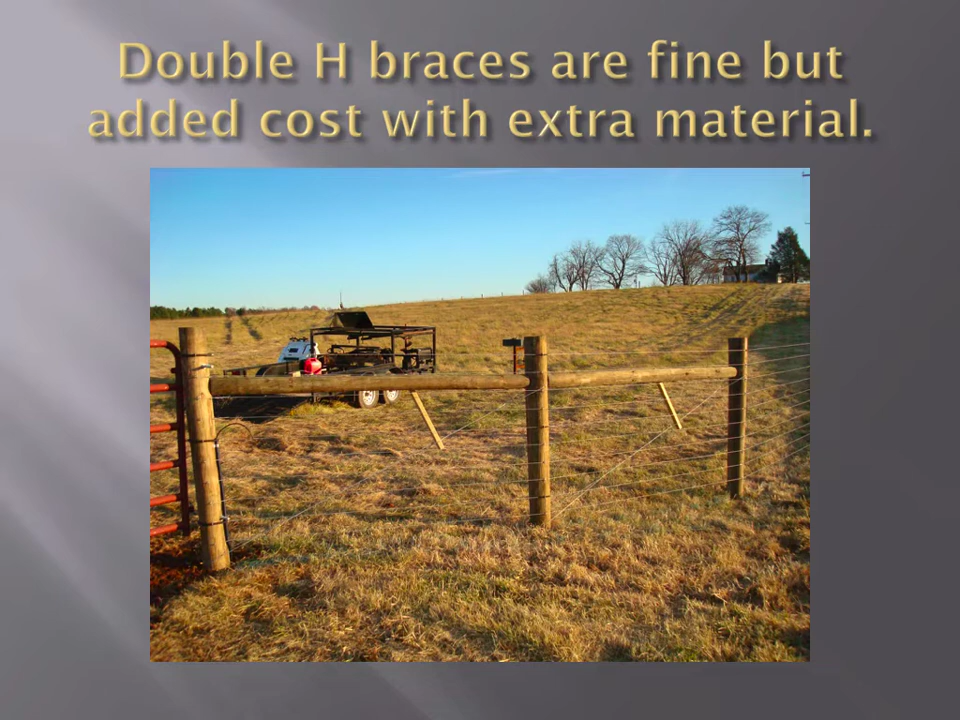 Double H braces are fine but
added cost with extra material.